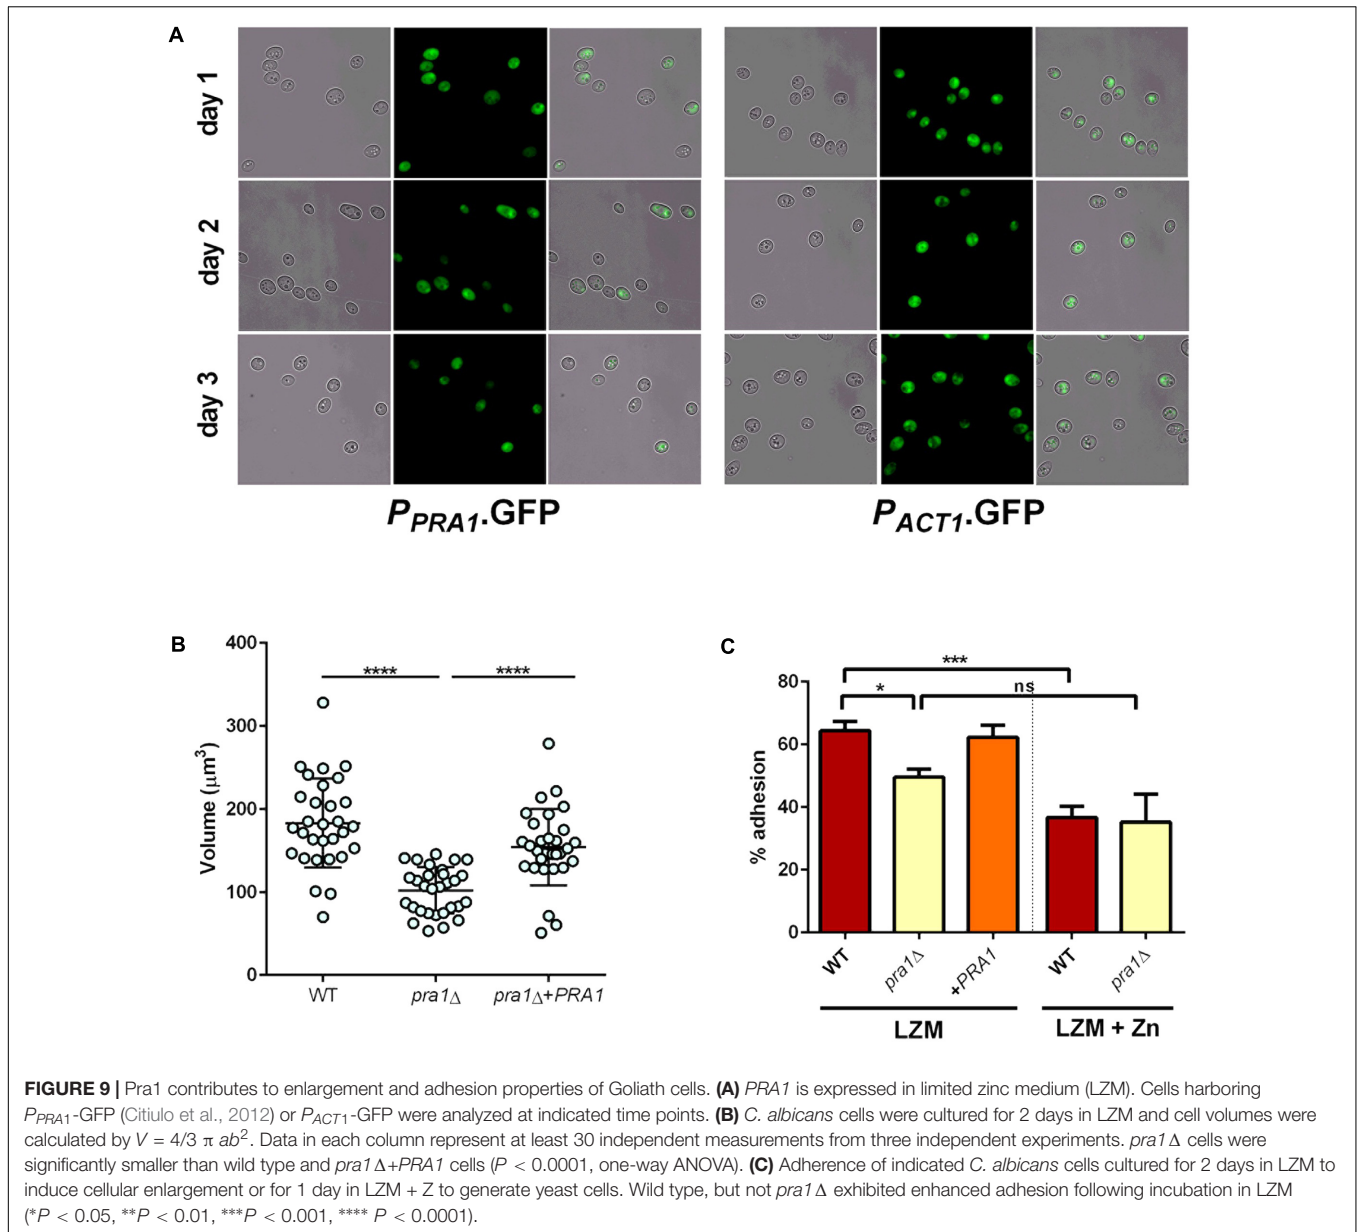 A
day 1
day 2
day 3
PPRA1.GFP
PACT1.GFP
B
400
300
200
100
0
Volume (μm3)
****
****
WT
pra1Δ
pra1Δ+PRA1
C
80
60
40
20
0
% adhesion
***
*
ns
WT
pra1Δ
+PRA1
WT
pra1Δ
LZM
LZM + Zn
FIGURE 9 | Pra1 contributes to enlargement and adhesion properties of Goliath cells. (A) PRA1 is expressed in limited zinc medium (LZM). Cells harboring
PPRA1-GFP (Citiulo et al., 2012) or PACT1-GFP were analyzed at indicated time points. (B) C. albicans cells were cultured for 2 days in LZM and cell volumes were
calculated by V = 4/3 π ab2. Data in each column represent at least 30 independent measurements from three independent experiments. pra1Δ cells were
significantly smaller than wild type and pra1Δ+PRA1 cells (P < 0.0001, one-way ANOVA). (C) Adherence of indicated C. albicans cells cultured for 2 days in LZM to
induce cellular enlargement or for 1 day in LZM + Z to generate yeast cells. Wild type, but not pra1Δ exhibited enhanced adhesion following incubation in LZM
(*P < 0.05, **P < 0.01, ***P < 0.001, **** P < 0.0001).